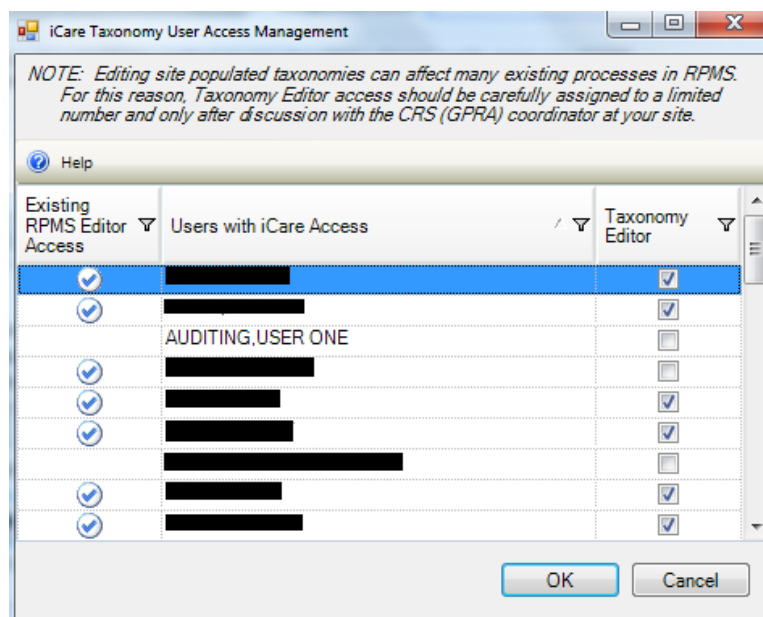 iCare Taxonomy User Access Management
NOTE: Editing site populated taxonomies can affect many existing processes in RPMS.
For this reason, Taxonomy Editor access should be carefully assigned to a limited
number and only after discussion with the CRS (GPRA) coordinator at your site.
Help
Existing
RPMS Editor
Access
Users with iCare Access
Taxonomy
Editor
AUDITING,USER ONE
OK
Cancel